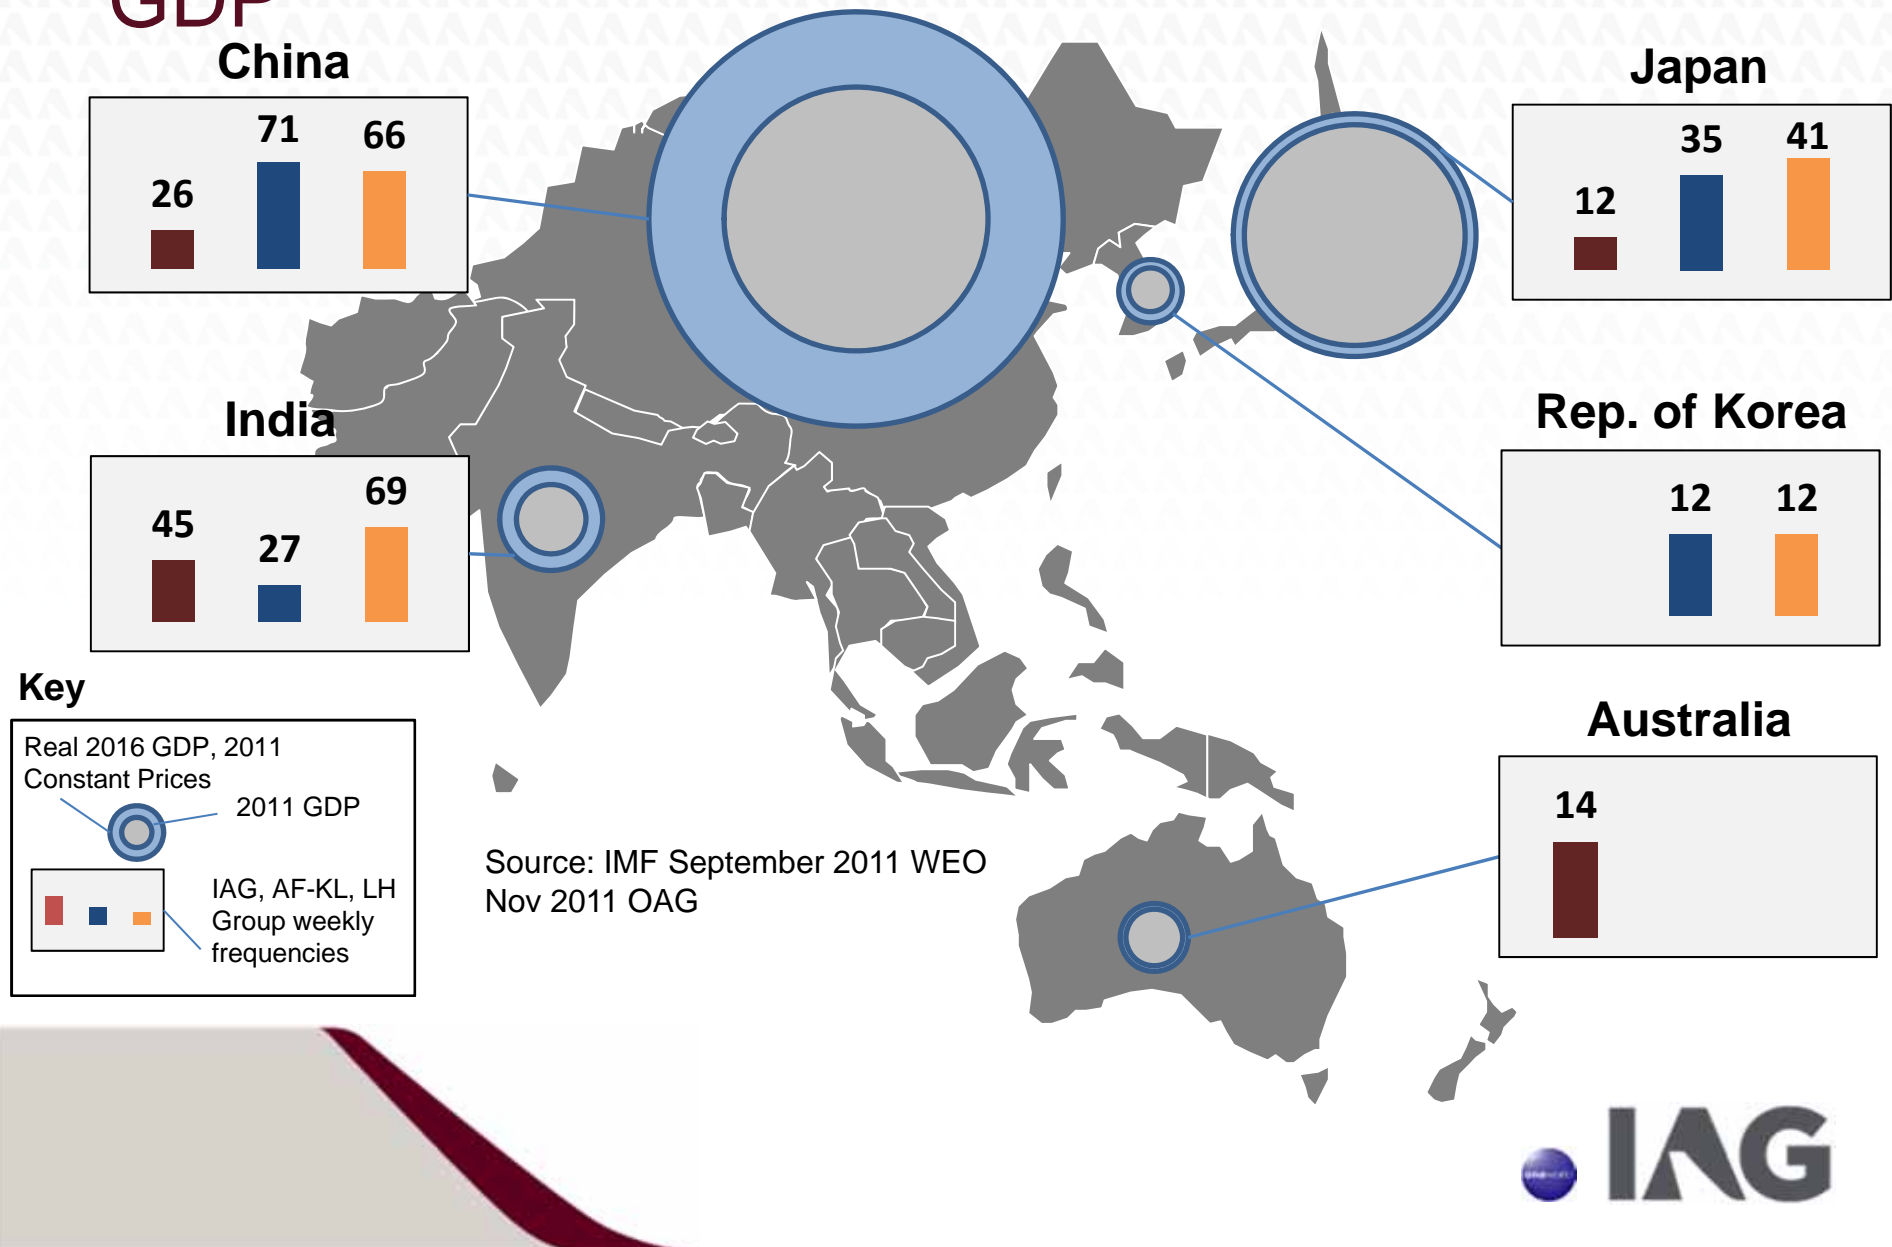 GDP
China
26
71
66
Japan
12
35
41
India
45
27
69
Rep. of Korea
12
12
Key
Real 2016 GDP, 2011
Constant Prices
2011 GDP
IAG, AF-KL, LH
Group weekly
frequencies
Source: IMF September 2011 WEO
Nov 2011 OAG
Australia
14
IAG